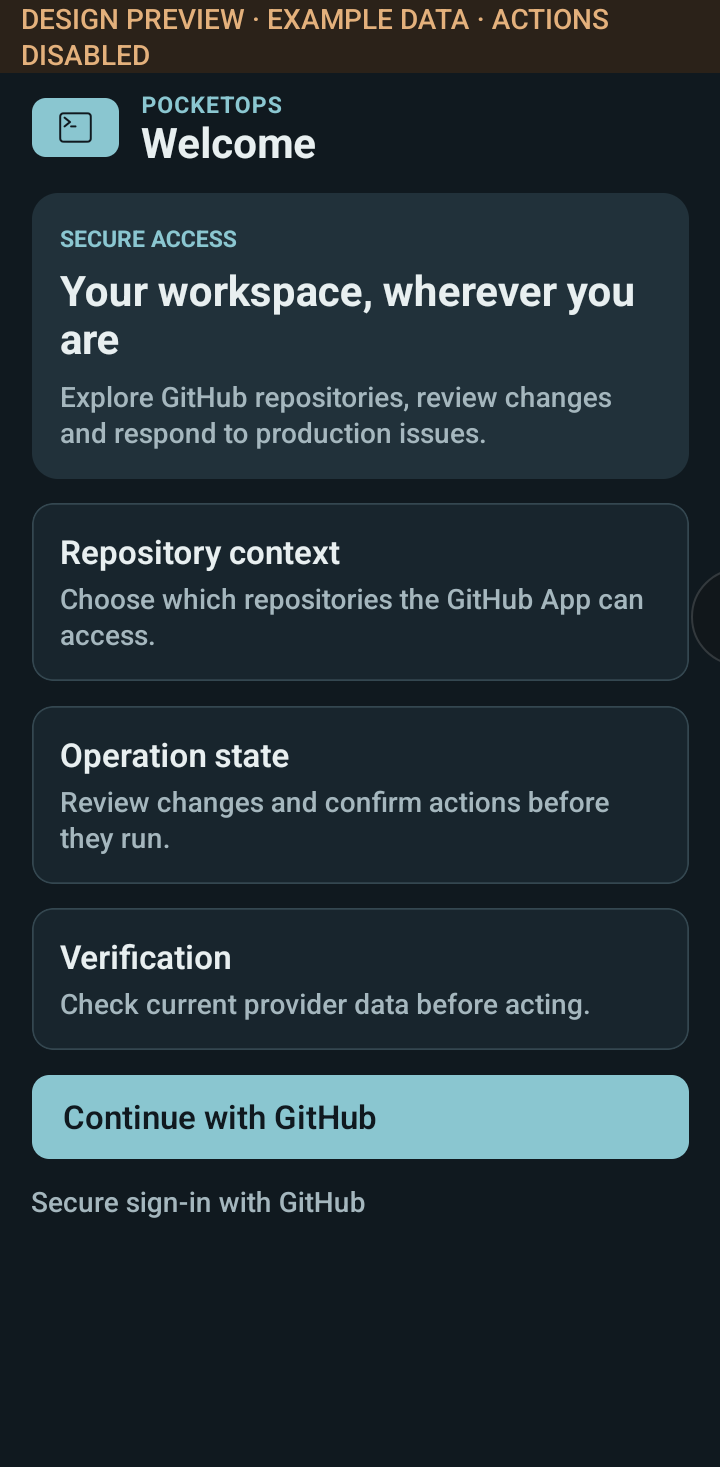 DESIGN PREVIEW · EXAMPLE DATA · ACTIONS
DISABLED
POCKETOPS
Welcome
SECURE ACCESS
Your workspace, wherever you
are
Explore GitHub repositories, review changes
and respond to production issues.
Repository context
Choose which repositories the GitHub App can
access.
Operation state
Review changes and confirm actions before
they run.
Verification
Check current provider data before acting.
Continue with GitHub
Secure sign-in with GitHub